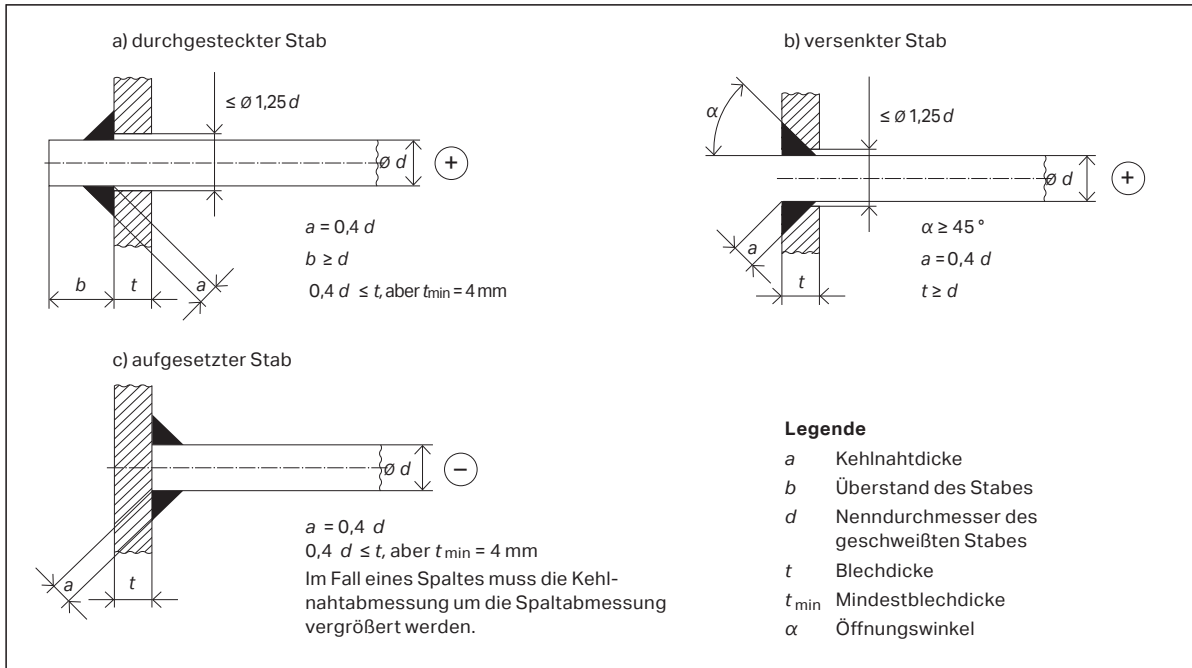 a) durchgesteckter Stab
≤ ø 1,25 d
ø d
+
a = 0,4 d
b ≥ d
0,4 d ≤ t, aber tmin = 4 mm
b
t
a
b) versenkter Stab
α
≤ ø 1,25 d
ø d
+
α ≥ 45 °
a = 0,4 d
t ≥ d
a
t
c) aufgesetzter Stab
ø d
−
a = 0,4 d
0,4 d ≤ t, aber t min = 4 mm
Im Fall eines Spaltes muss die Kehl-
nahtabmessung um die Spaltabmessung
vergrößert werden.
a
t
Legende
a Kehlnahtdicke
b Überstand des Stabes
d Nenndurchmesser des
geschweißten Stabes
t Blechdicke
t min Mindestblechdicke
α Öffnungswinkel